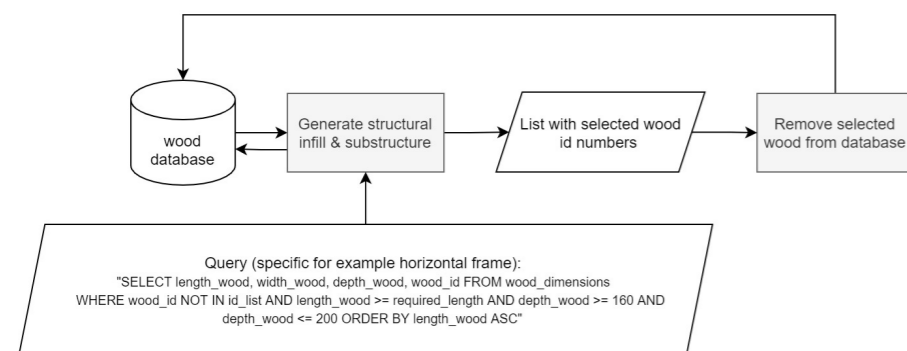 wood
database
Generate structural
infill & substructure
List with selected wood
id numbers
Remove selected
wood from database
Query (specific for example horizontal frame):
"SELECT length_wood, width_wood, depth_wood, wood_id FROM wood_dimensions
WHERE wood_id NOT IN id_list AND length_wood >= required_length AND depth_wood >= 160 AND
depth_wood <= 200 ORDER BY length_wood ASC"